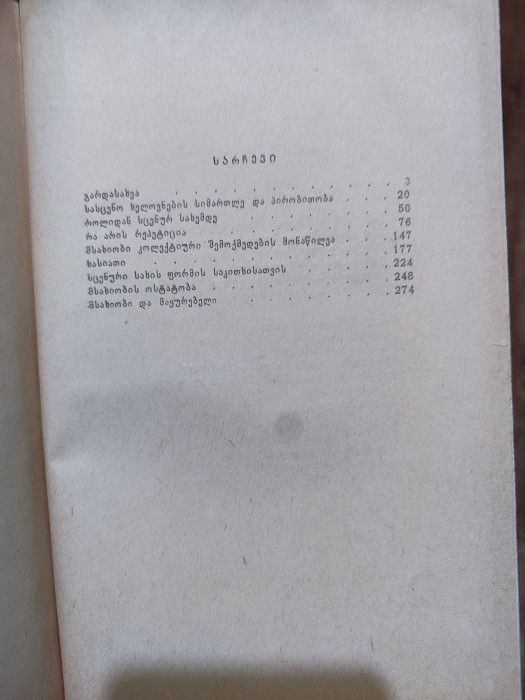 სარჩევი
გარდასახვა . . . . . . . . . 3
სასცენო ხელოვნების სიმართლე და პირობითობა . . . 20
როლიდან სცენურ სახემდე . . . . . . 50
რა არის რეპეტიცია . . . . . . . . 76
მსახიობი კოლექტიური შემოქმედების მონაწილეა . . . 147
ხასიათი . . . . . . . . . . 177
სცენური სახის ფორმის საკითხისათვის . . . . 224
მსახიობის ოსტატობა . . . . . . . . 248
მსახიობი და მაყურებელი . . . . . . 274